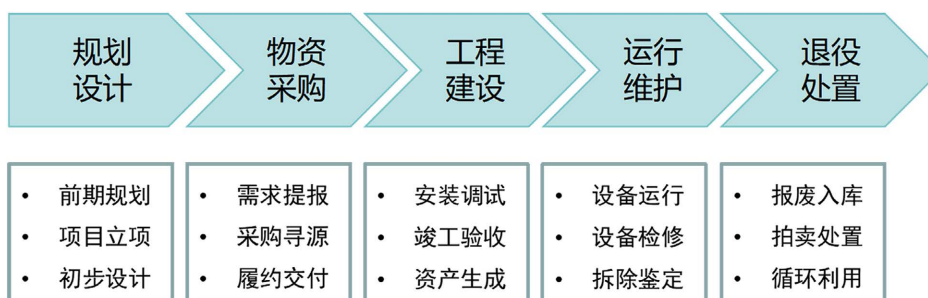 规划
设计
物资
采购
工程
建设
运行
维护
退役
处置
• 前期规划
• 项目立项
• 初步设计
• 需求提报
• 采购寻源
• 履约交付
• 安装调试
• 竣工验收
• 资产生成
• 设备运行
• 设备检修
• 拆除鉴定
• 报废入库
• 拍卖处置
• 循环利用